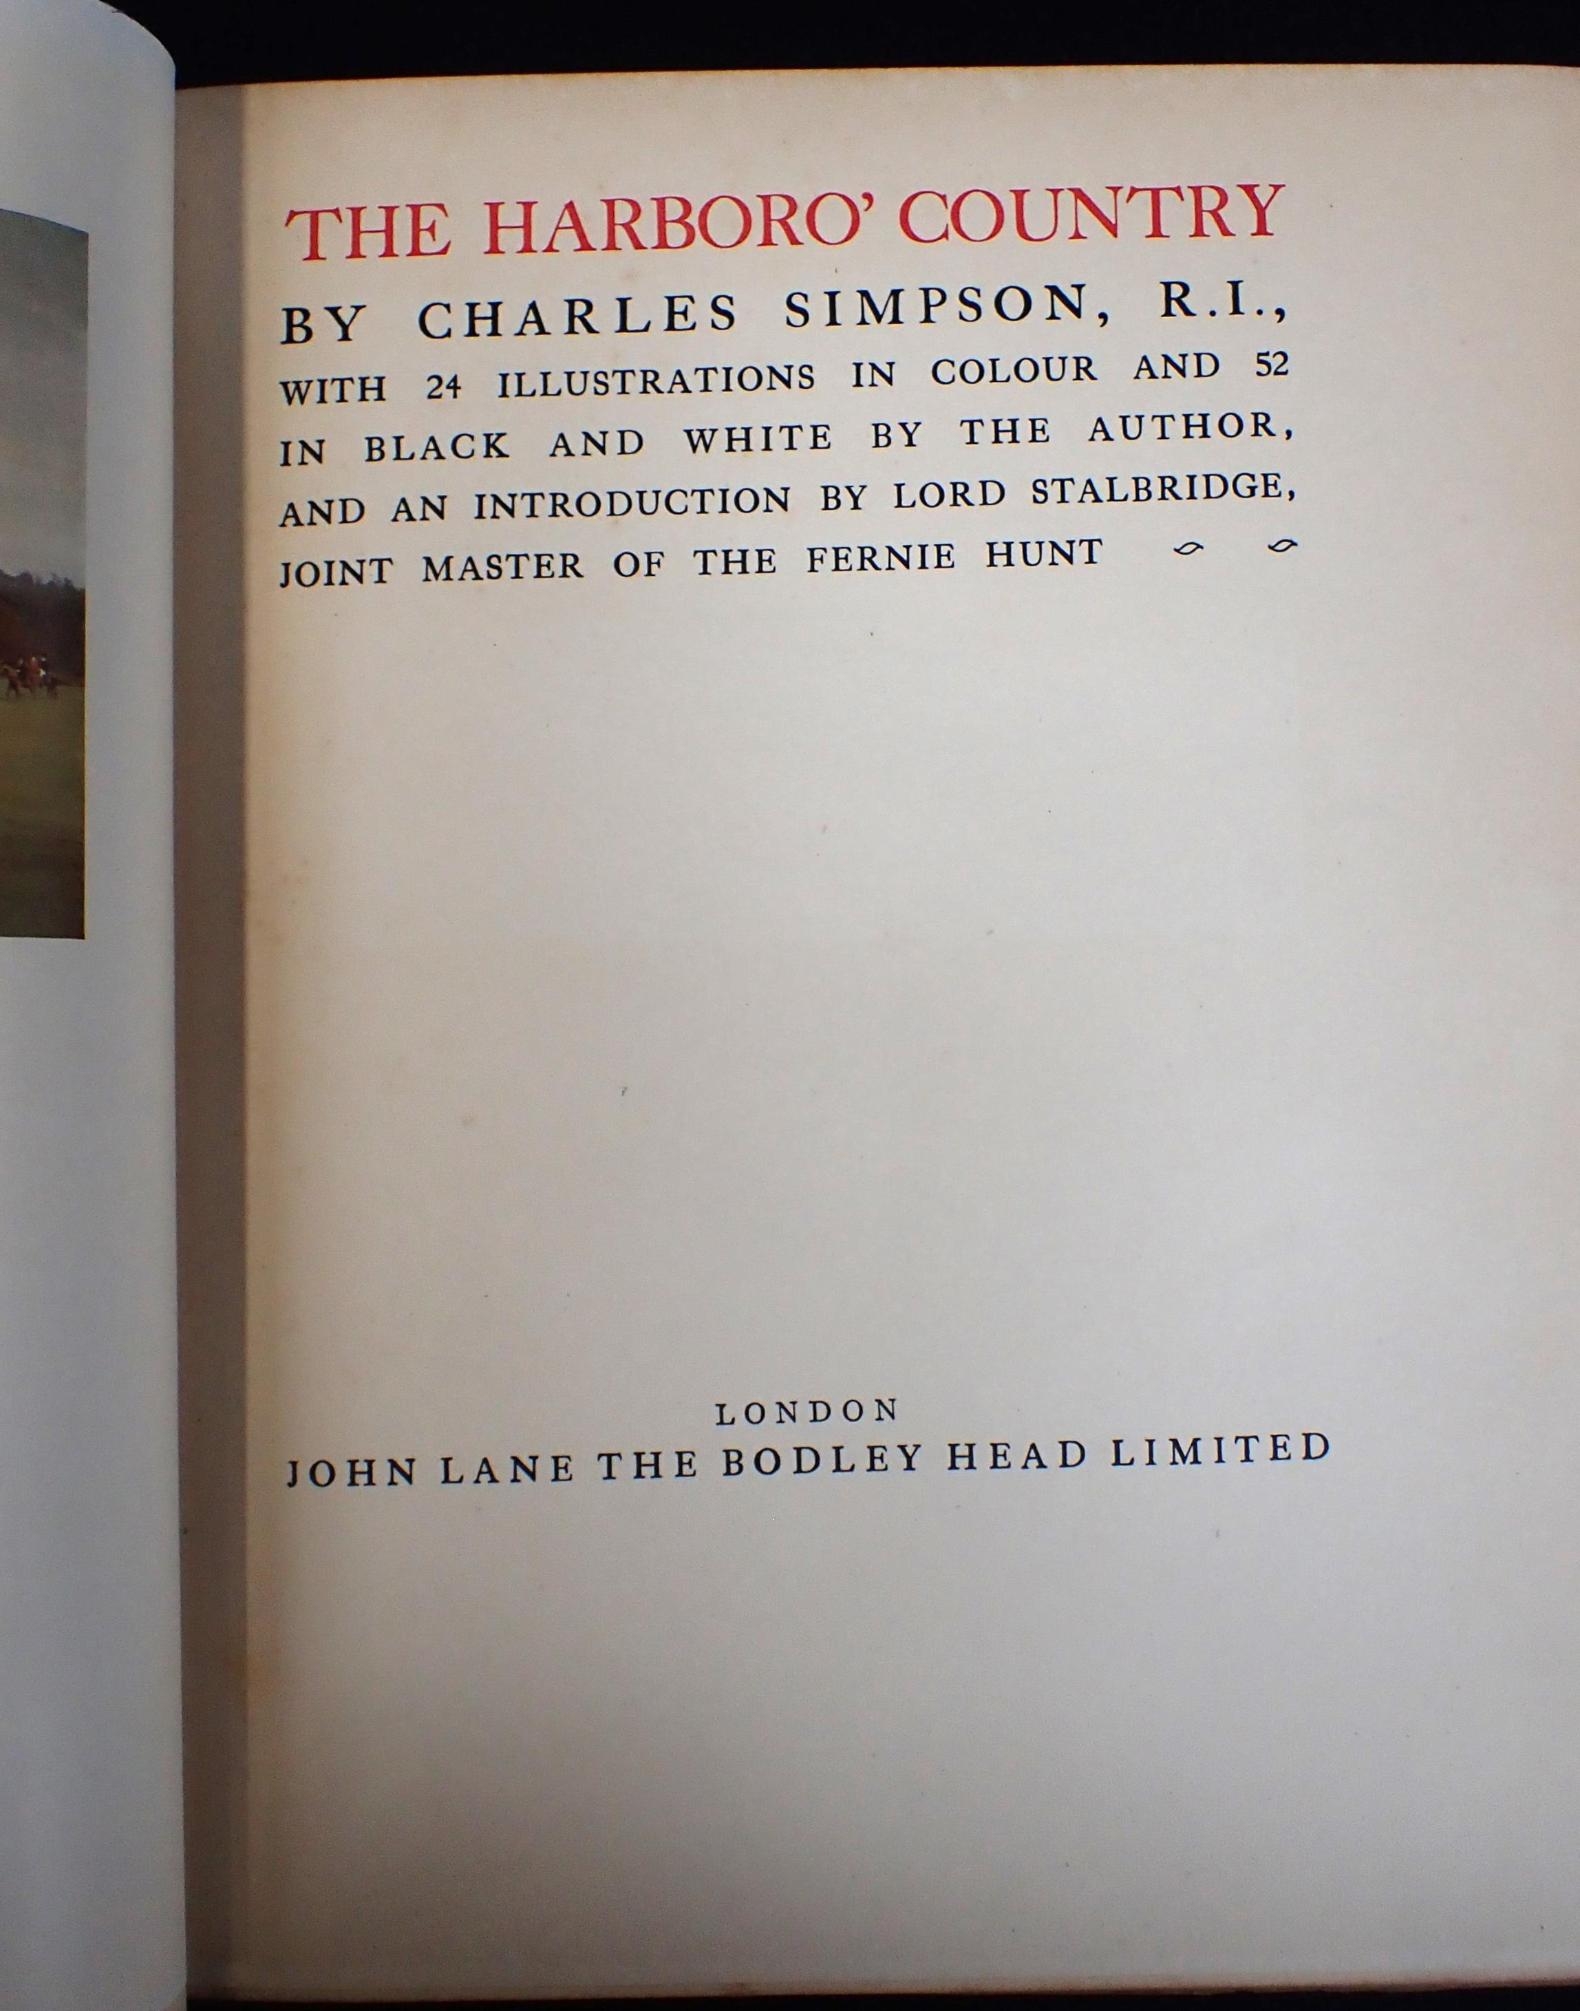 THE HARBORO’ COUNTRY
BY CHARLES SIMPSON, R.I.,
WITH 24 ILLUSTRATIONS IN COLOUR AND 52
IN BLACK AND WHITE BY THE AUTHOR,
AND AN INTRODUCTION BY LORD STALBRIDGE,
JOINT MASTER OF THE FERNIE HUNT
LONDON
JOHN LANE THE BODLEY HEAD LIMITED